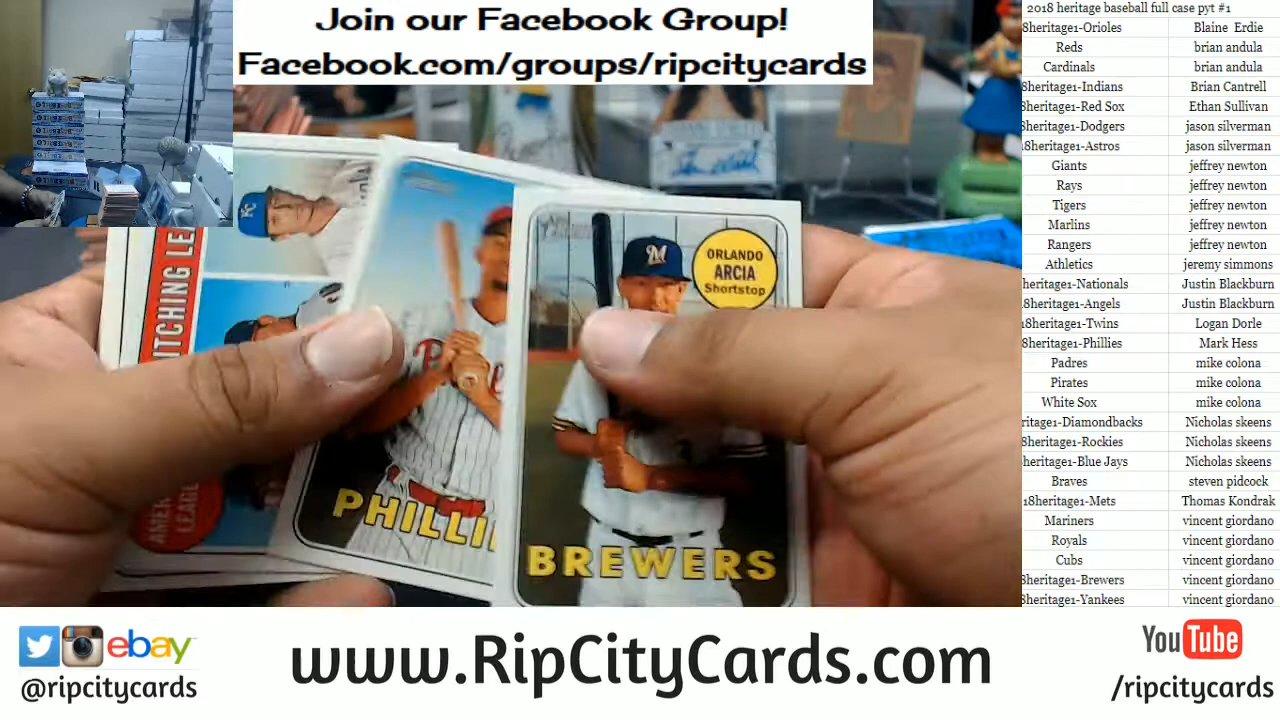 Join our Facebook Group!
Facebook.com/groups/ripcitycards
2018 heritage baseball full case pyt #1
8heritage1-Orioles Blaine Erdie
Reds brian andula
Cardinals brian andula
18heritage1-Indians Brian Cantrell
8heritage1-Red Sox Ethan Sullivan
8heritage1-Dodgers jason silverman
18heritage1-Astros jason silverman
Giants jeffrey newton
Rays jeffrey newton
Tigers jeffrey newton
Marlins jeffrey newton
Rangers jeffrey newton
Athletics jeremy simmons
heritage1-Nationals Justin Blackburn
8heritage1-Angels Justin Blackburn
18heritage1-Twins Logan Dorle
8heritage1-Phillies Mark Hess
Padres mike colona
Pirates mike colona
White Sox mike colona
ritage1-Diamondbacks Nicholas skeens
8heritage1-Rockies Nicholas skeens
heritage1-Blue Jays Nicholas skeens
Braves steven pidcock
18heritage1-Mets Thomas Kondrak
Mariners vincent giordano
Royals vincent giordano
Cubs vincent giordano
8heritage1-Brewers vincent giordano
8heritage1-Yankees vincent giordano
ORLANDO
ARCIA
Shortstop
BREWERS
PHILLI
ITCHING LE
AMER
LEAGU
KC
M
ebay
@ripcitycards
www.RipCityCards.com
YouTube
/ripcitycards